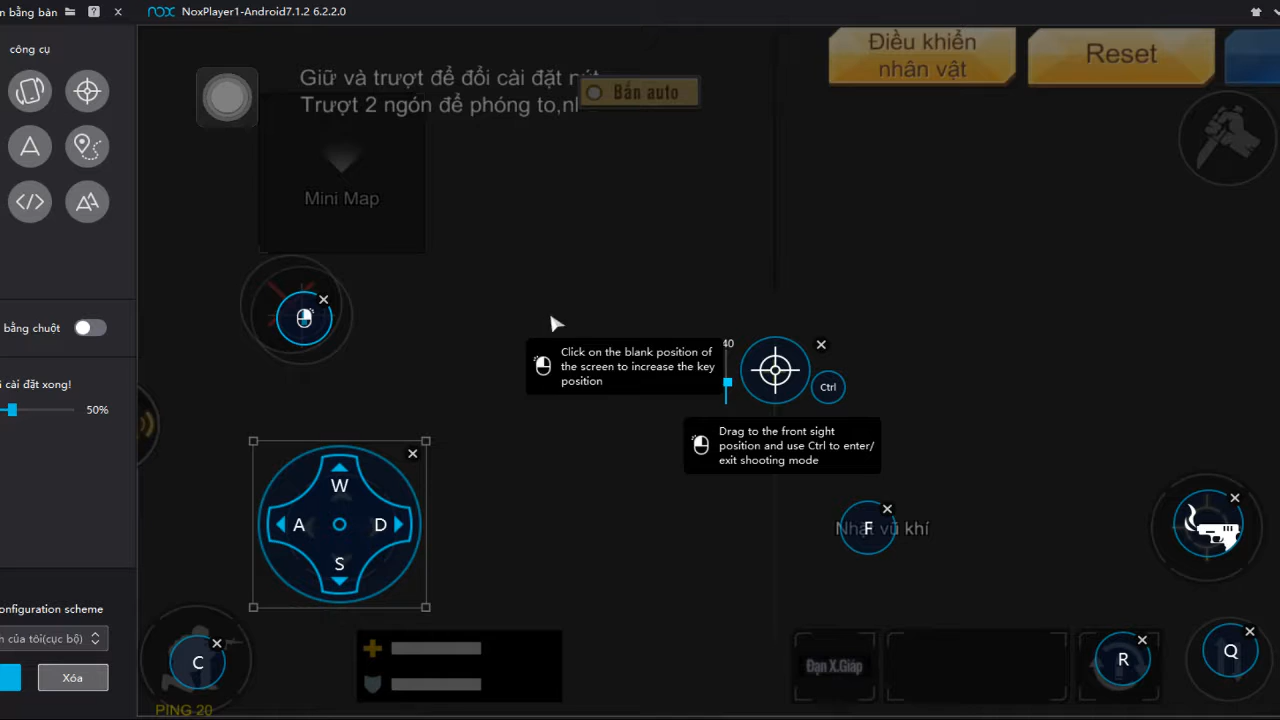 n bằng bàn
nox
NoxPlayer1-Android7.1.2 6.2.2.0
công cụ
Giữ và trượt để đổi cài đặt nút
Trượt 2 ngón để phóng to,nl
Bắn auto
Điều khiển
nhân vật
Reset
Mini Map
bằng chuột
cài đặt xong!
50%
Click on the blank position of
the screen to increase the key
position
40
Ctrl
Drag to the front sight
position and use Ctrl to enter/
exit shooting mode
W
A
D
S
F
Nhặt vũ khí
onfiguration scheme
h của tôi(cục bộ)
Xóa
C
PING 20
Đạn X.Giáp
R
Q